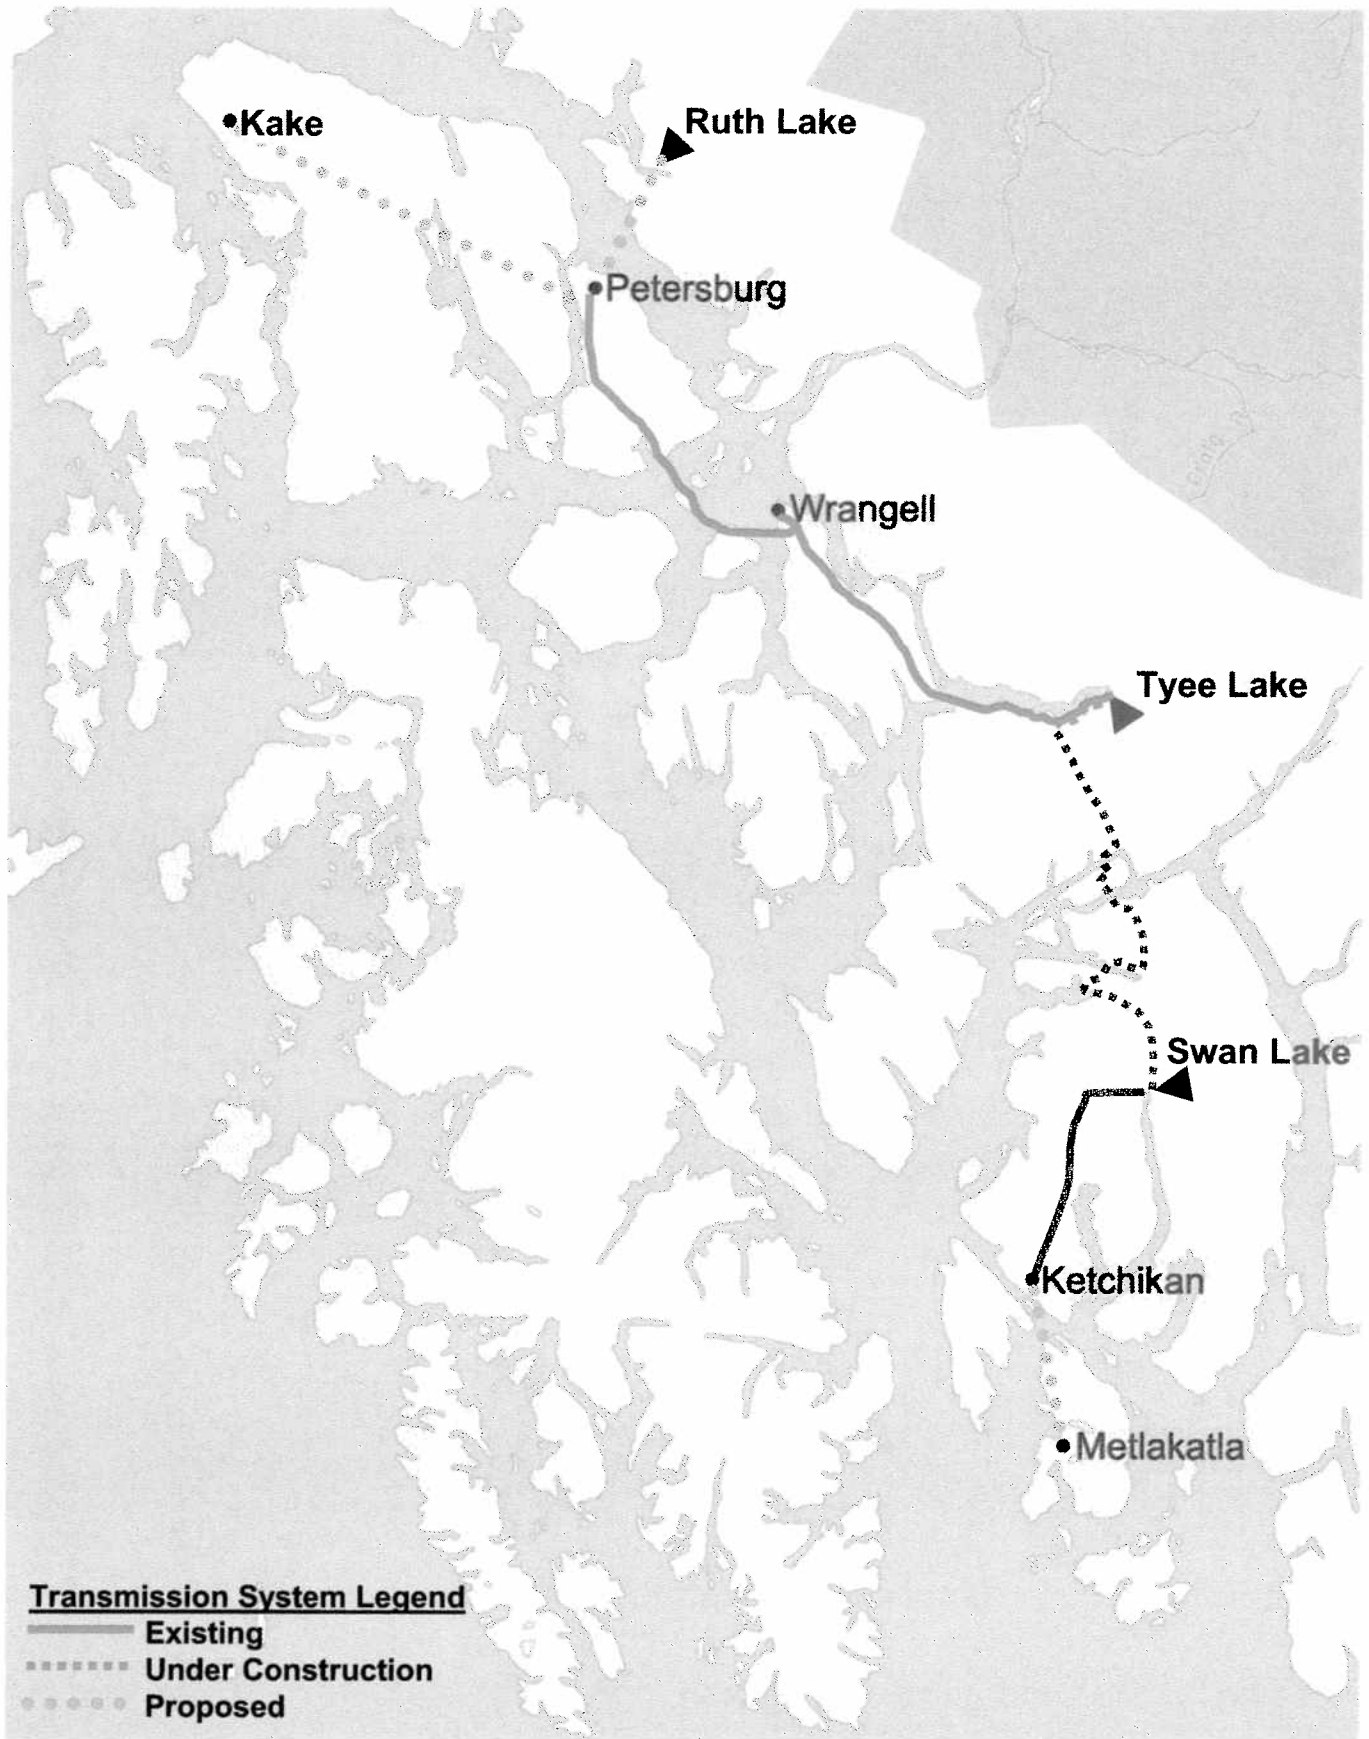 Kake
Ruth Lake
Petersburg
Wrangell
Tyee Lake
Swan Lake
Ketchikan
Metlakatla
Transmission System Legend
Existing
Under Construction
Proposed